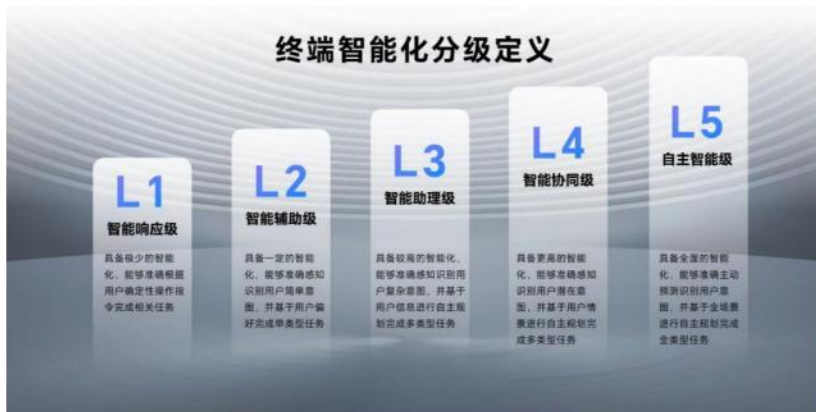 终端智能化分级定义
L1
智能响应级
具备极少的智能
化，能够准确根据
用户确定性操作指
令完成相关任务
L2
智能辅助级
具备一定的智能
化，能够准确感知
识别用户简单意
图，并基于用户偏
好完成单类型任务
L3
智能助理级
具备较高的智能化，
能够准确感知识别用
户复杂意图，并基于
用户信息进行自主规
划完成多类型任务
L4
智能协同级
具备更高的智能
化，能够准确感知
识别用户潜在意
图，并基于用户情
景进行自主规划完
成多类型任务
L5
自主智能级
具备全面的智能
化，能够准确主动
预测识别用户意
图，并基于全场景
进行自主规划完成
全类型任务